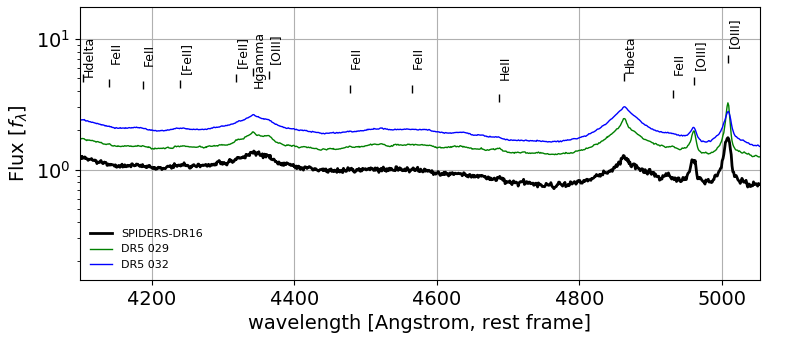 10¹
10⁰
Flux [fλ]
Hdelta
FeII
FeII
[FeII]
[FeII]
Hgamma
[OIII]
FeII
FeII
HeII
Hbeta
FeII
[OIII]
[OIII]
SPIDERS-DR16
DR5 029
DR5 032
4200
4400
4600
4800
5000
wavelength [Angstrom, rest frame]